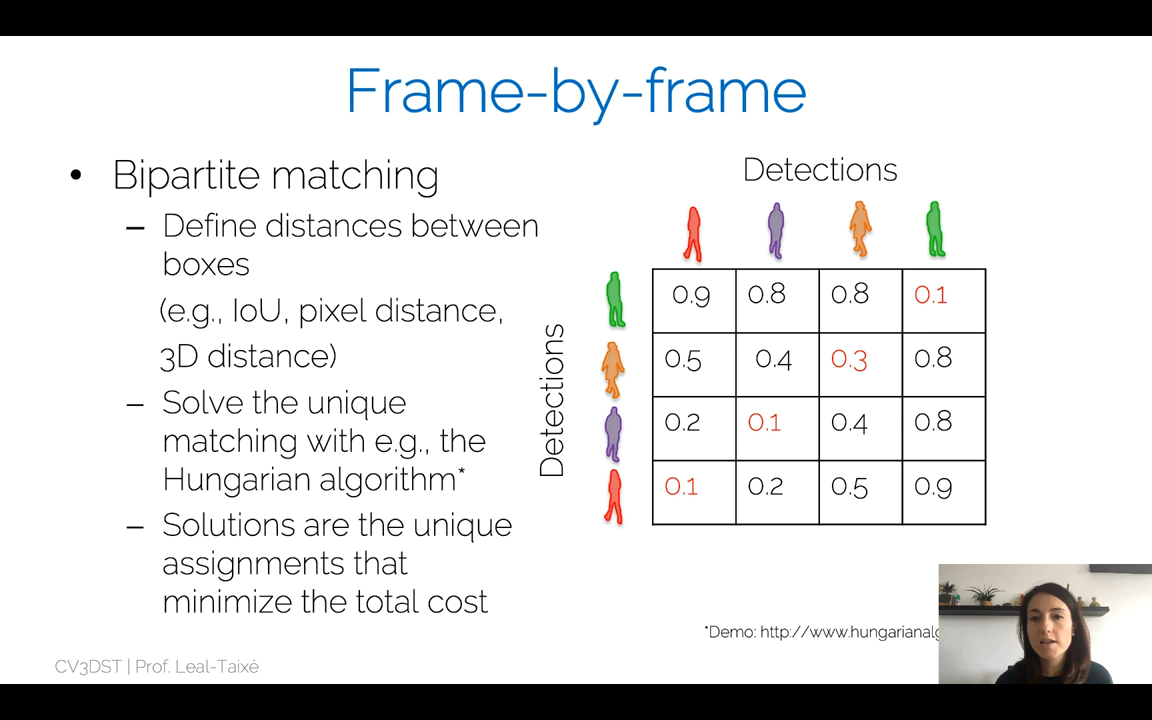 Frame-by-frame
• Bipartite matching
– Define distances between
boxes
(e.g., IoU, pixel distance,
3D distance)
– Solve the unique
matching with e.g., the
Hungarian algorithm*
– Solutions are the unique
assignments that
minimize the total cost
Detections
Detections
0.9 0.8 0.8 0.1
0.5 0.4 0.3 0.8
0.2 0.1 0.4 0.8
0.1 0.2 0.5 0.9
*Demo: http://www.hungarianalg
CV3DST | Prof. Leal-Taixé